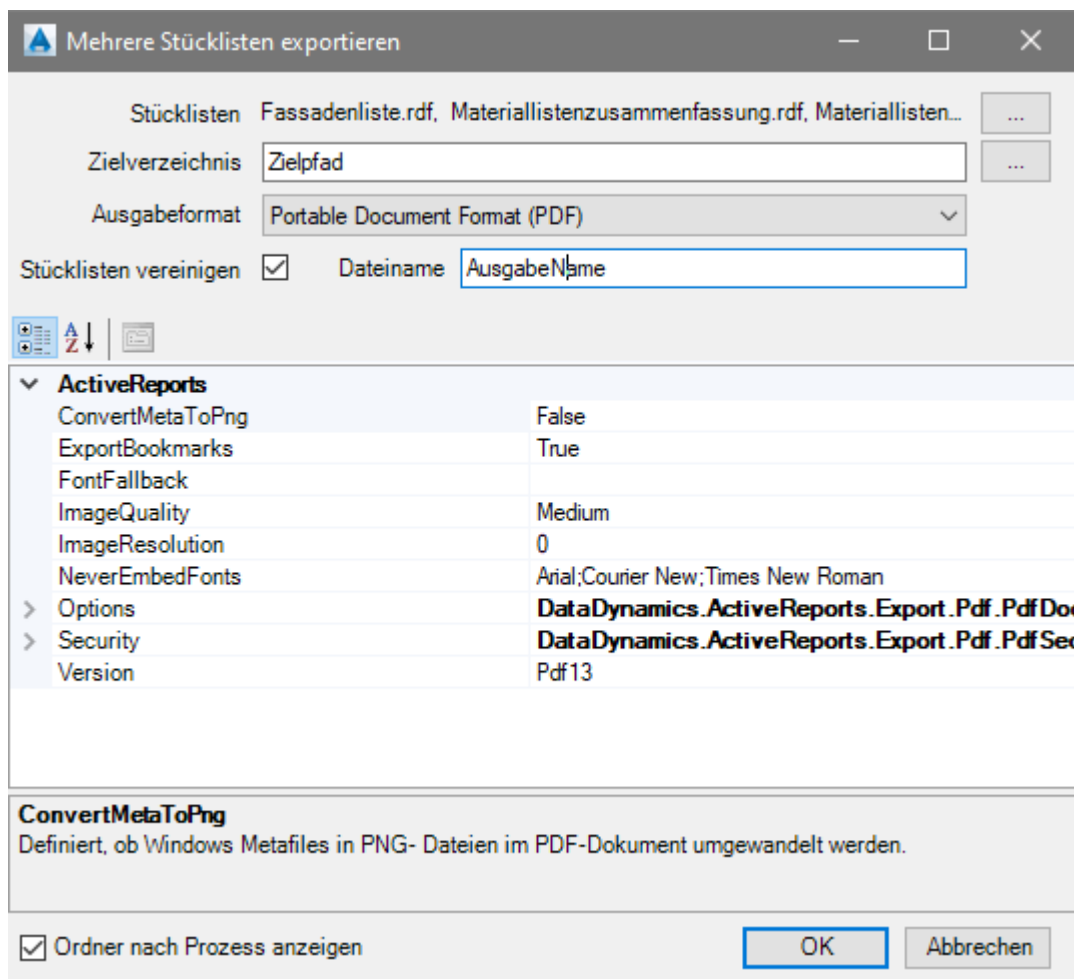 Mehrere Stücklisten exportieren
Stücklisten Fassadenliste.rdf, Materiallistenzusammenfassung.rdf, Materiallisten... ...
Zielverzeichnis Zielpfad ...
Ausgabeformat Portable Document Format (PDF)
Stücklisten vereinigen Dateiname AusgabeName
ActiveReports
ConvertMetaToPng False
ExportBookmarks True
FontFallback
ImageQuality Medium
ImageResolution 0
NeverEmbedFonts Arial;Courier New;Times New Roman
Options DataDynamics.ActiveReports.Export.Pdf.PdfDoc
Security DataDynamics.ActiveReports.Export.Pdf.PdfSec
Version Pdf13
ConvertMetaToPng
Definiert, ob Windows Metafiles in PNG- Dateien im PDF-Dokument umgewandelt werden.
Ordner nach Prozess anzeigen OK Abbrechen